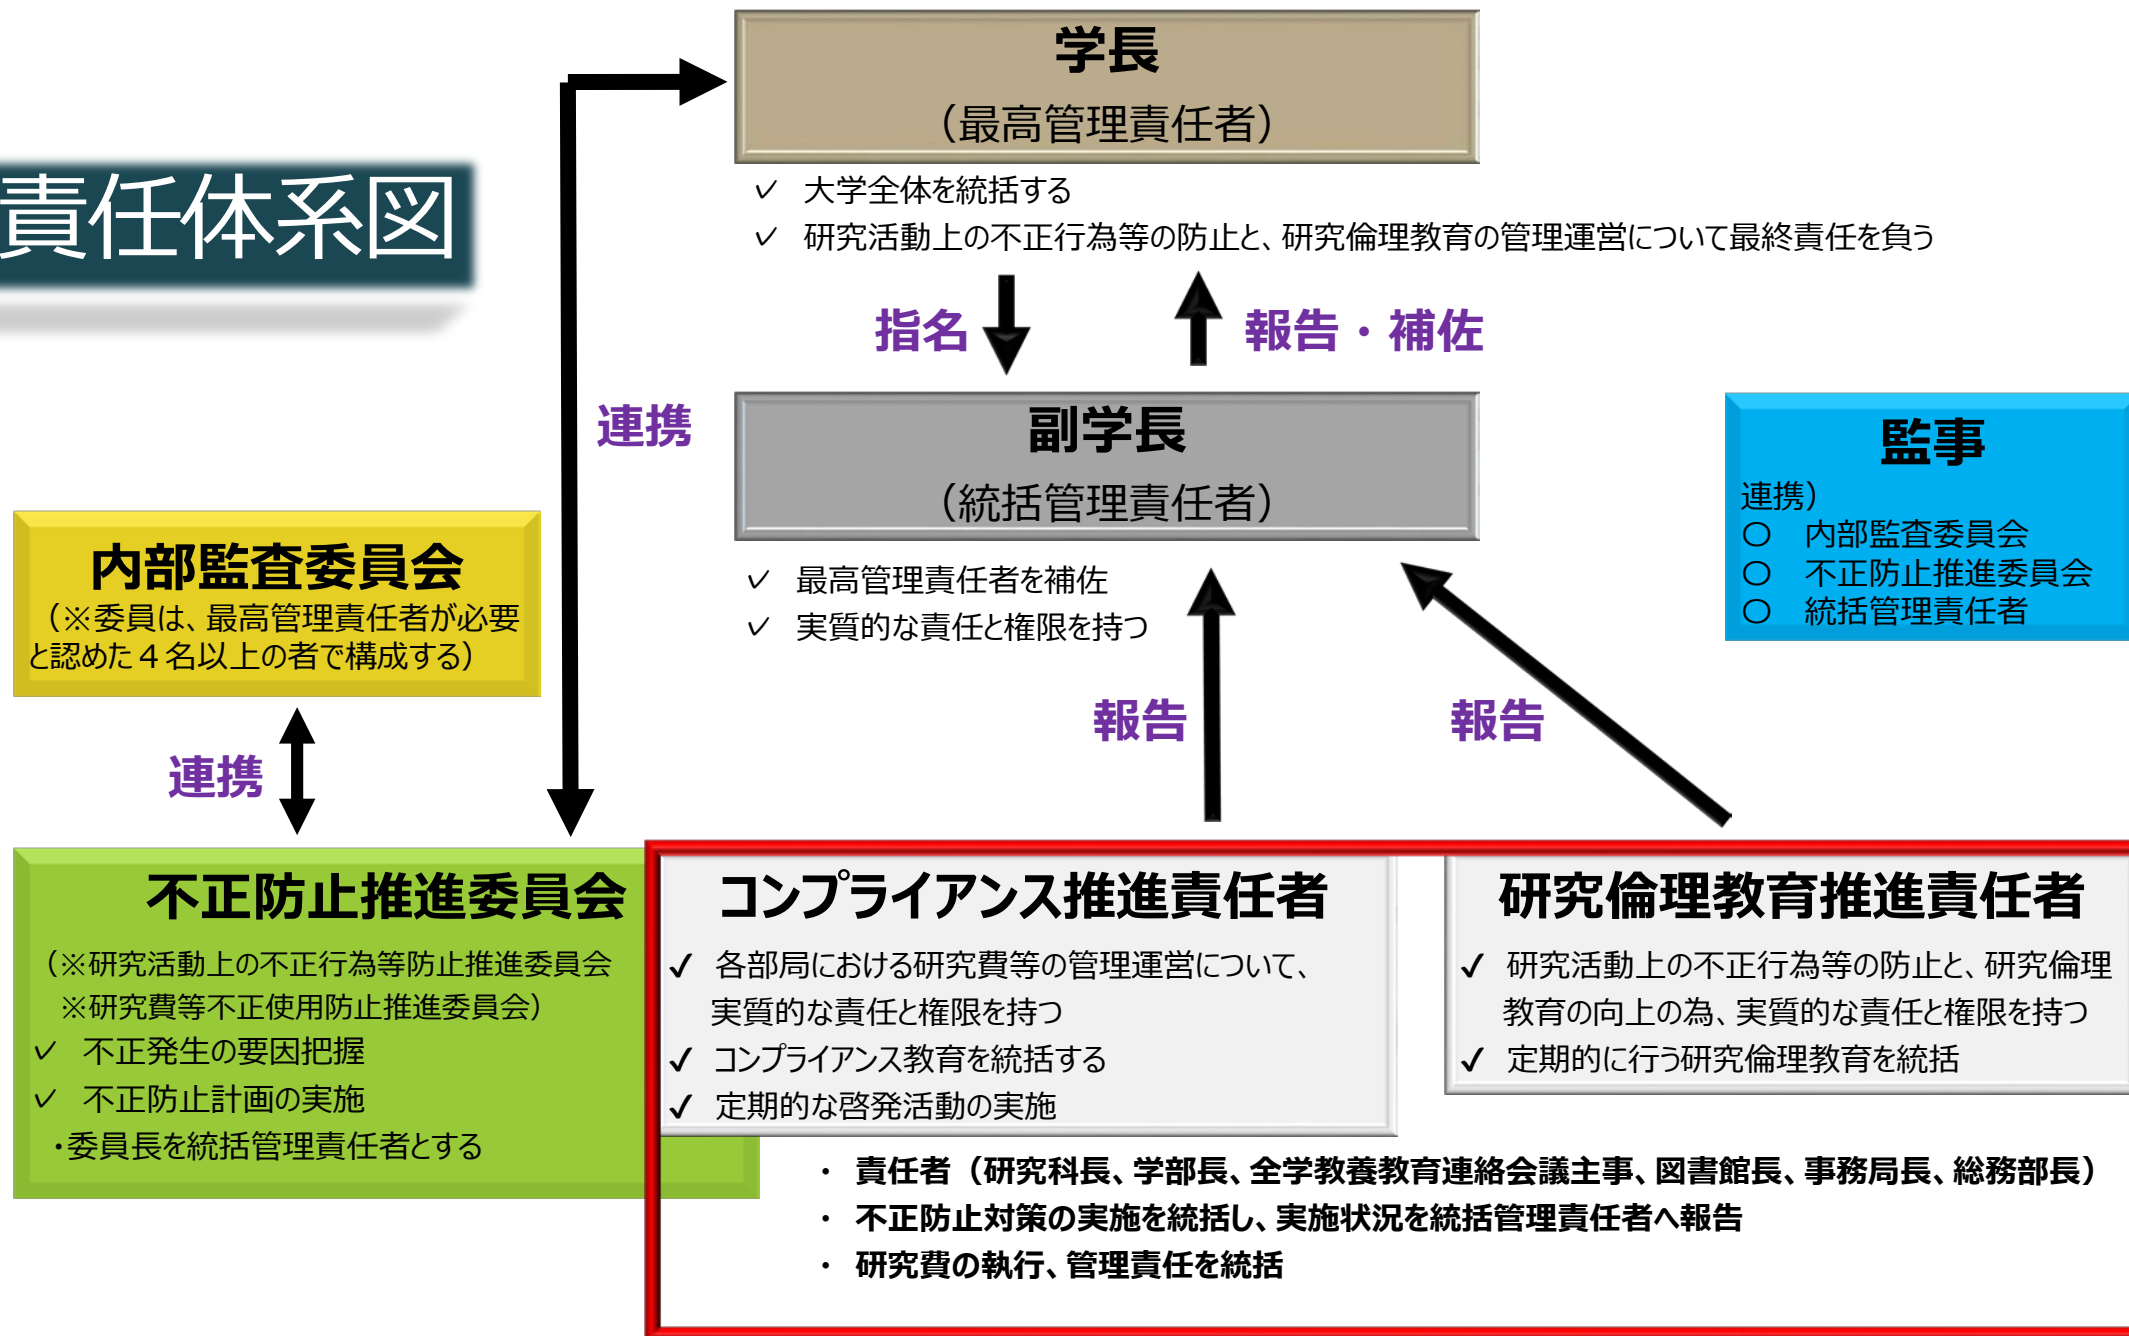 責任体系図
学長
（最高管理責任者）
✓ 大学全体を統括する
✓ 研究活動上の不正行為等の防止と、研究倫理教育の管理運営について最終責任を負う
指名
報告・補佐
連携
副学長
（統括管理責任者）
✓ 最高管理責任者を補佐
✓ 実質的な責任と権限を持つ
監事
連携）
○ 内部監査委員会
○ 不正防止推進委員会
○ 統括管理責任者
内部監査委員会
（※委員は、最高管理責任者が必要
と認めた４名以上の者で構成する）
連携
報告
報告
不正防止推進委員会
（※研究活動上の不正行為等防止推進委員会
※研究費等不正使用防止推進委員会）
✓ 不正発生の要因把握
✓ 不正防止計画の実施
・委員長を統括管理責任者とする
コンプライアンス推進責任者
✓ 各部局における研究費等の管理運営について、
実質的な責任と権限を持つ
✓ コンプライアンス教育を統括する
✓ 定期的な啓発活動の実施
研究倫理教育推進責任者
✓ 研究活動上の不正行為等の防止と、研究倫理
教育の向上の為、実質的な責任と権限を持つ
✓ 定期的に行う研究倫理教育を統括
・ 責任者（研究科長、学部長、全学教養教育連絡会議主事、図書館長、事務局長、総務部長）
・ 不正防止対策の実施を統括し、実施状況を統括管理責任者へ報告
・ 研究費の執行、管理責任を統括